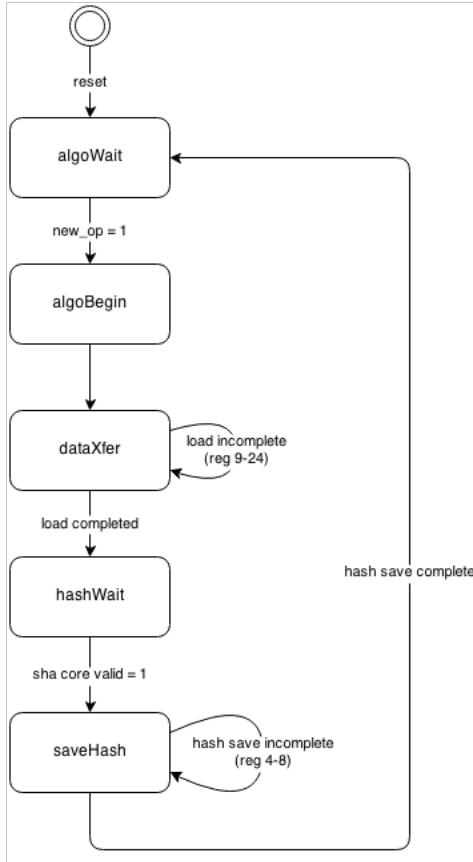 reset
algoWait
new_op = 1
algoBegin
dataXfer
load incomplete
(reg 9-24)
load completed
hashWait
hash save complete
sha core valid = 1
saveHash
hash save incomplete
(reg 4-8)